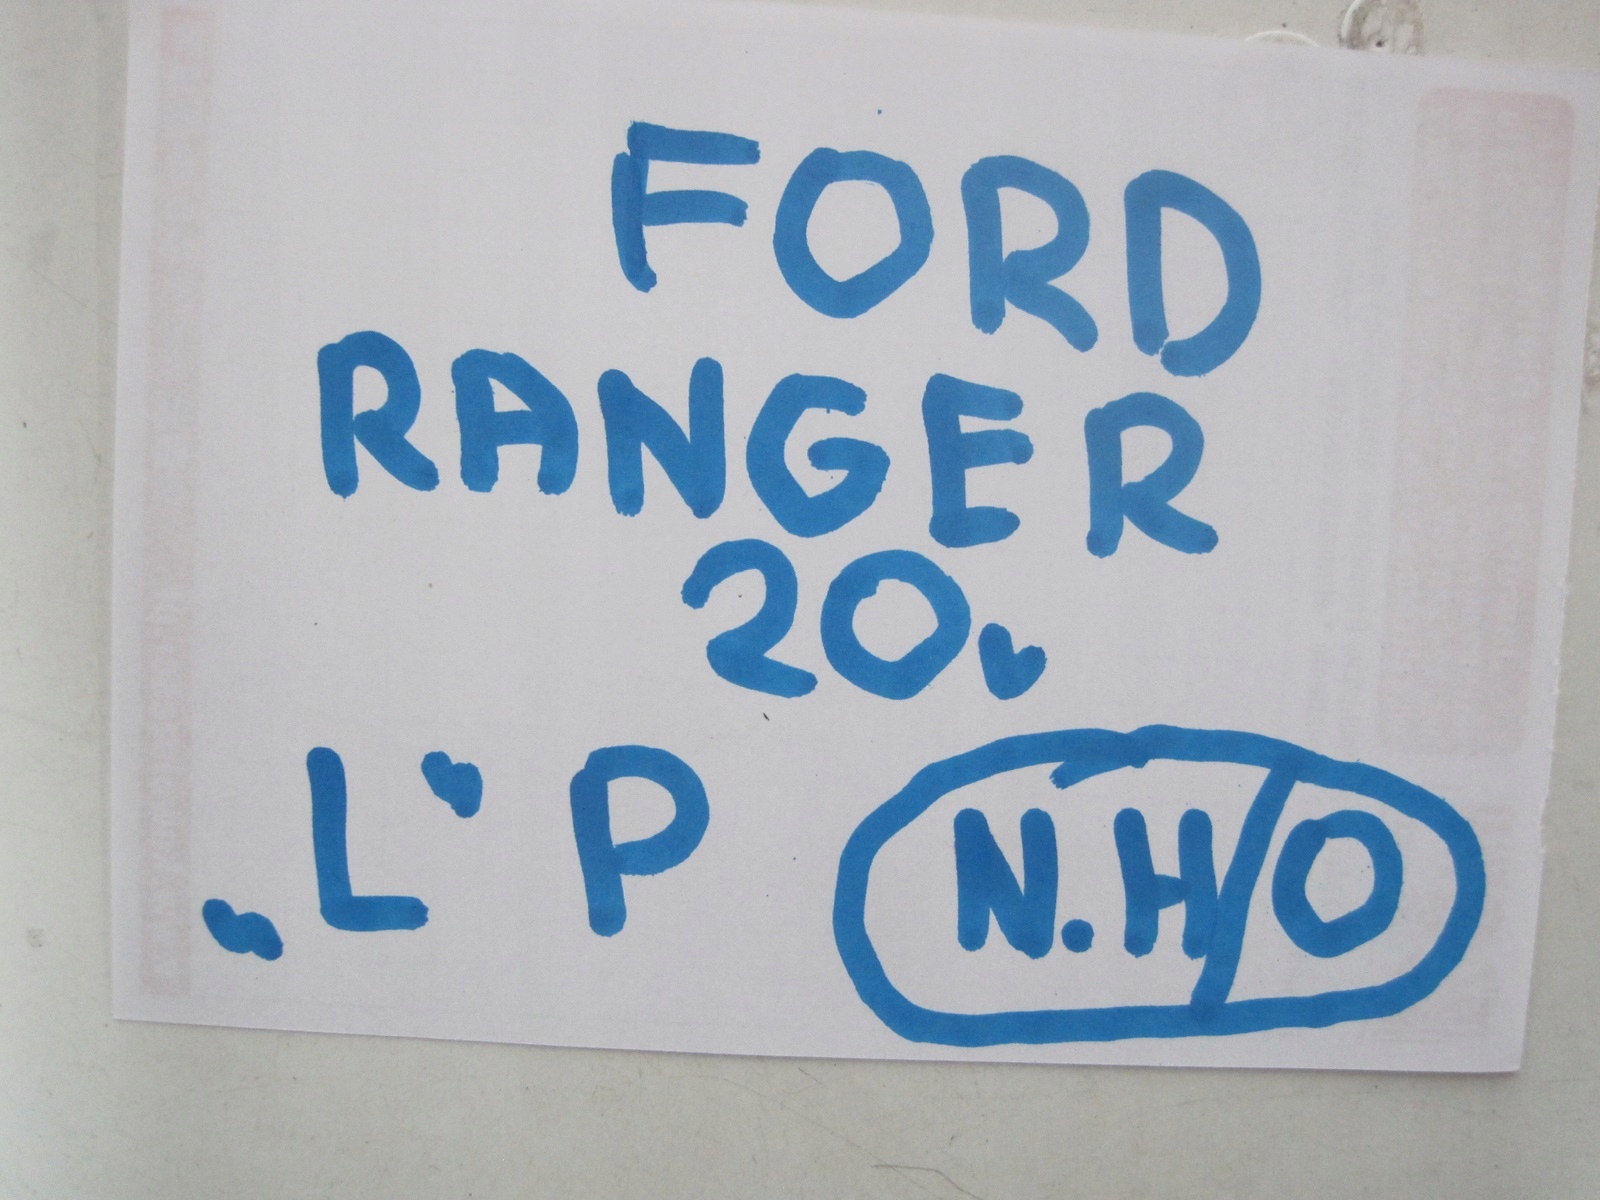 FORD
RANGER
20
L P N.H/O